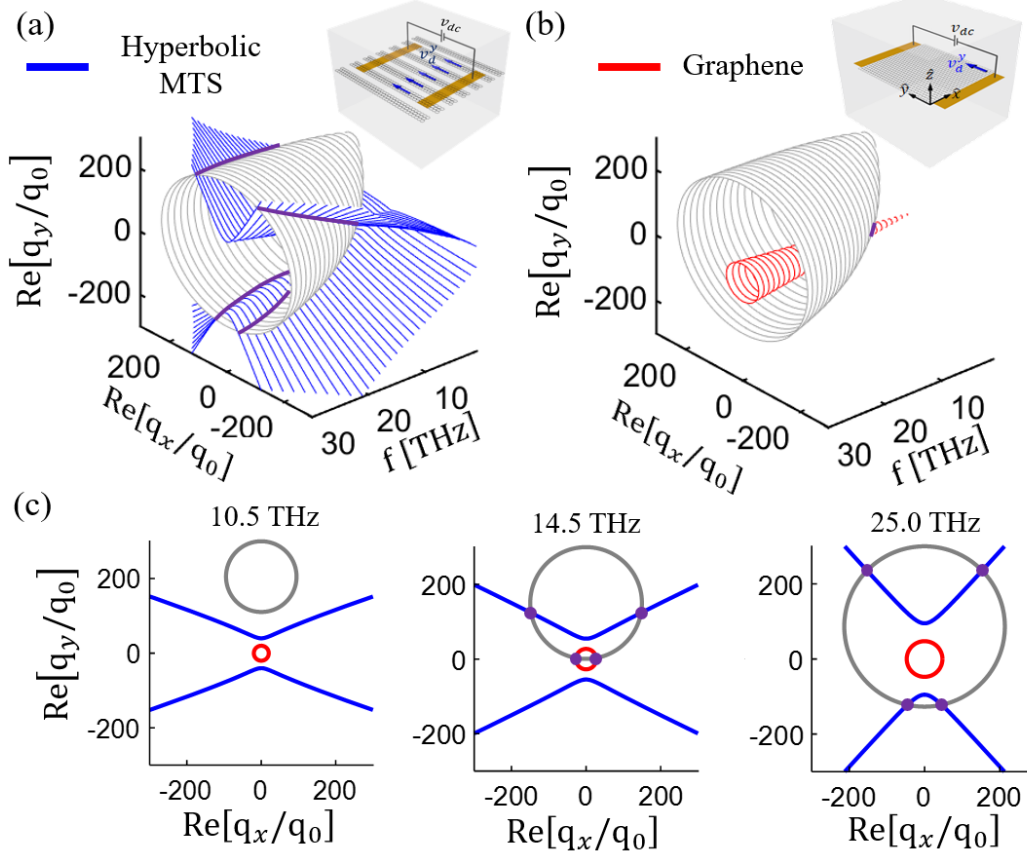 (a)
Hyperbolic
MTS
v_dc
v_d^y
Re[q_y/q_0]
200
0
-200
200
0
-200
Re[q_x/q_0]
10
20
30
f [THz]
(b)
Graphene
v_dc
v_d^y
ẑ
ŷ
x̂
Re[q_y/q_0]
200
0
-200
200
0
-200
Re[q_x/q_0]
10
20
30
f [THz]
(c)
10.5 THz
Re[q_y/q_0]
200
0
-200
-200 0 200
Re[q_x/q_0]
14.5 THz
200
0
-200
-200 0 200
Re[q_x/q_0]
25.0 THz
200
0
-200
-200 0 200
Re[q_x/q_0]